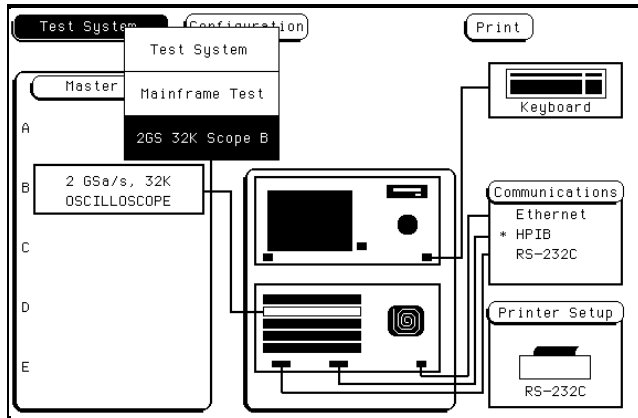 Test System
Configuration
Print
Test System
Mainframe Test
2GS 32K Scope B
Master
A
B
C
D
E
2 GSa/s, 32K
OSCILLOSCOPE
Keyboard
Communications
Ethernet
* HPIB
RS-232C
Printer Setup
RS-232C